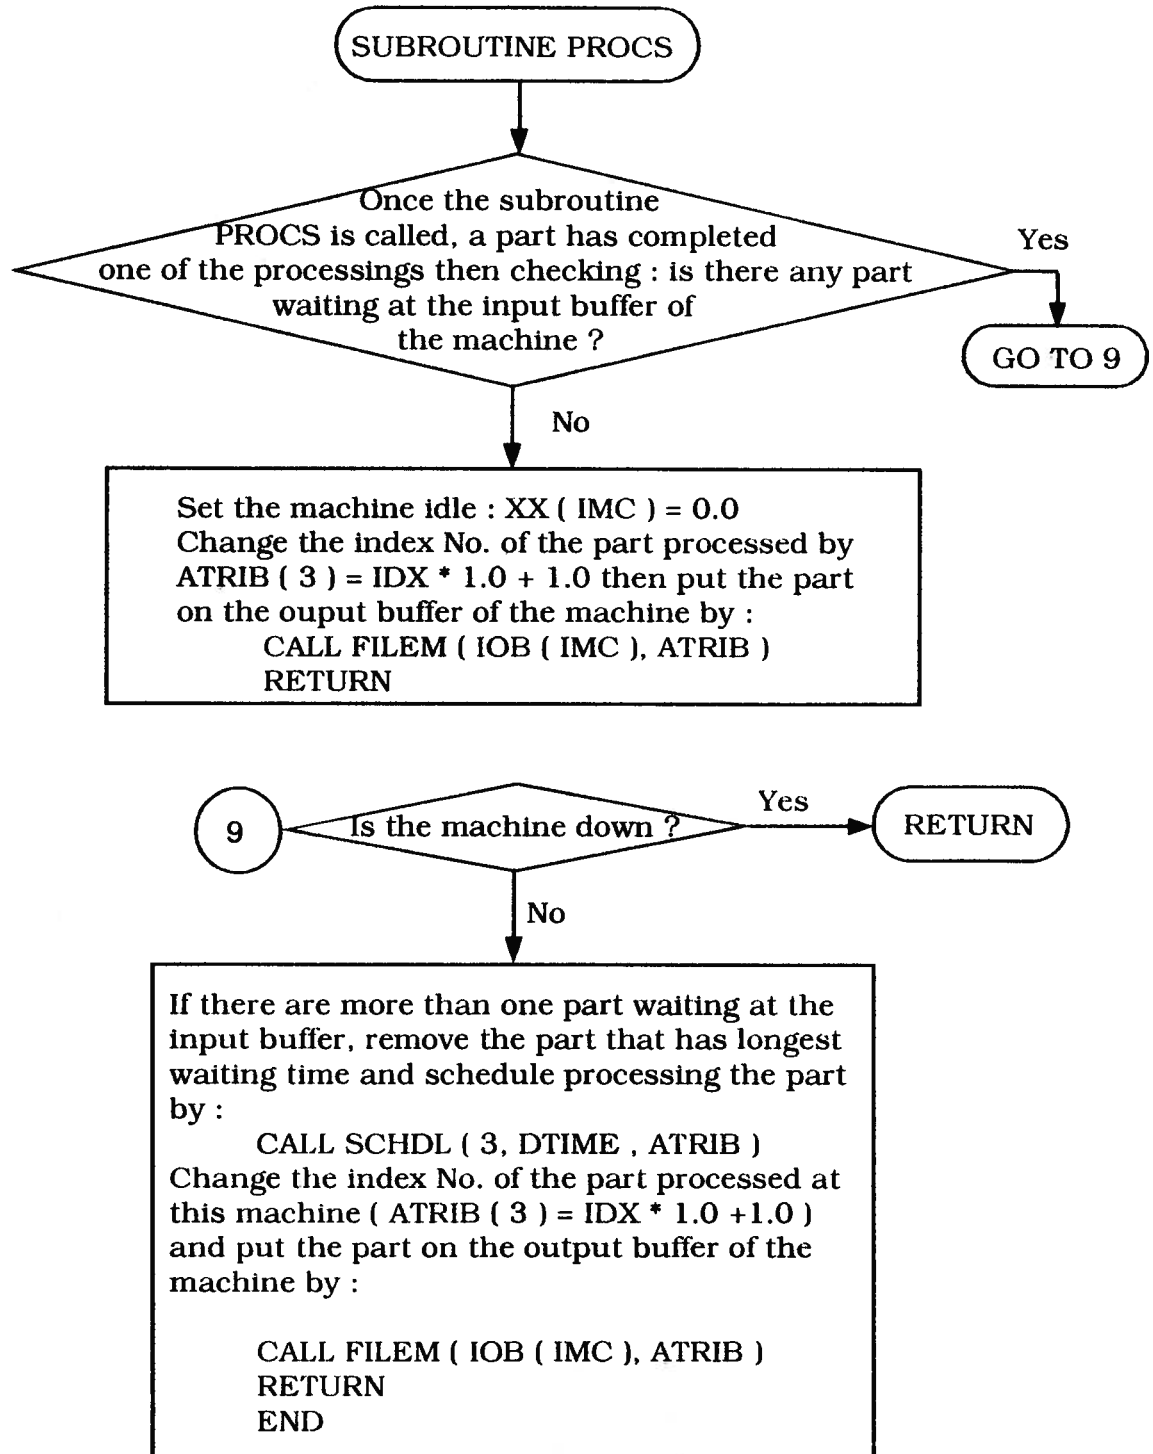 SUBROUTINE PROCS
Once the subroutine
PROCS is called, a part has completed
one of the processings then checking : is there any part
waiting at the input buffer of
the machine ?
Yes
GO TO 9
No
Set the machine idle : XX ( IMC ) = 0.0
Change the index No. of the part processed by
ATRIB ( 3 ) = IDX * 1.0 + 1.0 then put the part
on the ouput buffer of the machine by :
CALL FILEM ( IOB ( IMC ), ATRIB )
RETURN
9
Is the machine down ?
Yes
RETURN
No
If there are more than one part waiting at the
input buffer, remove the part that has longest
waiting time and schedule processing the part
by :
CALL SCHDL ( 3, DTIME , ATRIB )
Change the index No. of the part processed at
this machine ( ATRIB ( 3 ) = IDX * 1.0 +1.0 )
and put the part on the output buffer of the
machine by :
CALL FILEM ( IOB ( IMC ), ATRIB )
RETURN
END